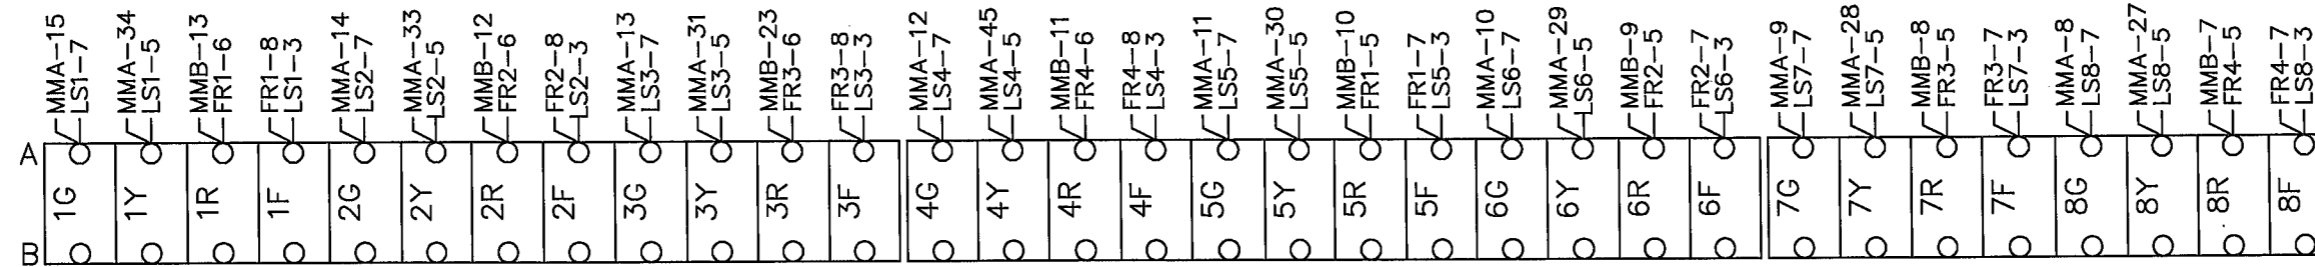 MMA-15
LS1-7
MMA-34
LS1-5
MMB-13
FR1-6
FR1-8
LS1-3
MMA-14
LS2-7
MMA-33
LS2-5
MMB-12
FR2-6
FR2-8
LS2-3
MMA-13
LS3-7
MMA-31
LS3-5
MMB-23
FR3-6
FR3-8
LS3-3
MMA-12
LS4-7
MMA-45
LS4-5
MMB-11
FR4-6
FR4-8
LS4-3
MMA-11
LS5-7
MMA-30
LS5-5
MMB-10
FR1-5
FR1-7
LS5-3
MMA-10
LS6-7
MMA-29
LS6-5
MMB-9
FR2-5
FR2-7
LS6-3
MMA-9
LS7-7
MMA-28
LS7-5
MMB-8
FR3-5
FR3-7
LS7-3
MMA-8
LS8-7
MMA-27
LS8-5
MMB-7
FR4-5
FR4-7
LS8-3
A
1G
1Y
1R
1F
2G
2Y
2R
2F
3G
3Y
3R
3F
4G
4Y
4R
4F
5G
5Y
5R
5F
6G
6Y
6R
6F
7G
7Y
7R
7F
8G
8Y
8R
8F
B